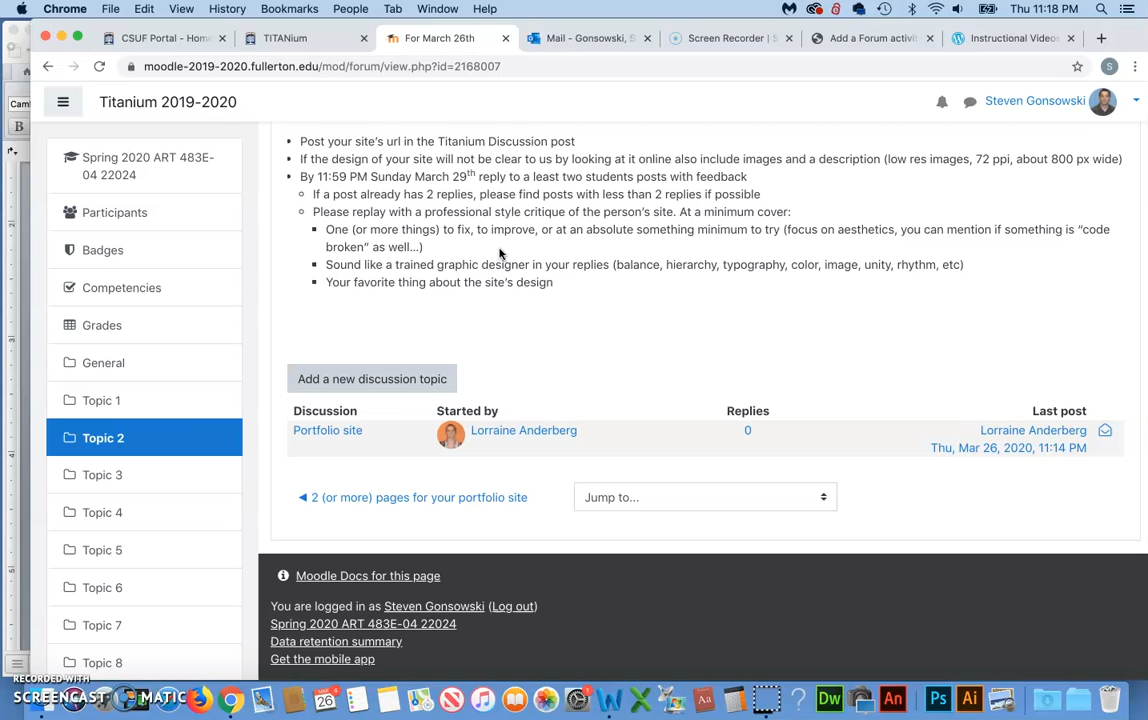 Chrome File Edit View History Bookmarks People Tab Window Help Thu 11:18 PM
CSUF Portal - Home
TITANium
For March 26th
Mail - Gonsowski, S
Screen Recorder | S
Add a Forum activit
Instructional Video
moodle-2019-2020.fullerton.edu/mod/forum/view.php?id=2168007
S
Cam
B
Titanium 2019-2020
Steven Gonsowski
Spring 2020 ART 483E-
04 22024
Participants
Badges
Competencies
Grades
General
Topic 1
Topic 2
Topic 3
Topic 4
Topic 5
Topic 6
Topic 7
Topic 8
Post your site's url in the Titanium Discussion post
If the design of your site will not be clear to us by looking at it online also include images and a description (low res images, 72 ppi, about 800 px wide)
By 11:59 PM Sunday March 29th reply to a least two students posts with feedback
If a post already has 2 replies, please find posts with less than 2 replies if possible
Please replay with a professional style critique of the person's site. At a minimum cover:
One (or more things) to fix, to improve, or at an absolute something minimum to try (focus on aesthetics, you can mention if something is "code
broken" as well...)
Sound like a trained graphic designer in your replies (balance, hierarchy, typography, color, image, unity, rhythm, etc)
Your favorite thing about the site's design
Add a new discussion topic
Discussion Started by Replies Last post
Portfolio site Lorraine Anderberg 0 Lorraine Anderberg
Thu, Mar 26, 2020, 11:14 PM
◀ 2 (or more) pages for your portfolio site
Jump to...
Moodle Docs for this page
You are logged in as Steven Gonsowski (Log out)
Spring 2020 ART 483E-04 22024
Data retention summary
Get the mobile app
RECORDED WITH
SCREENCAST MATIC
26
Aa
Dw
An
Ps
Ai